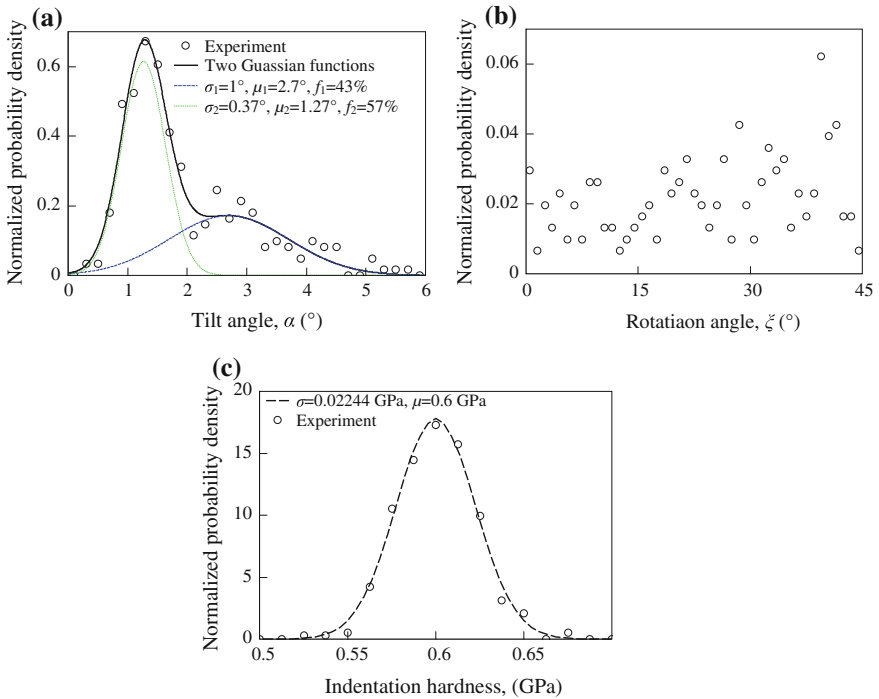 (a)
Normalized probability density
0.6
0.4
0.2
0
0 1 2 3 4 5 6
Experiment
Two Guassian functions
σ1=1°, μ1=2.7°, f1=43%
σ2=0.37°, μ2=1.27°, f2=57%
Tilt angle, α (°)
(b)
Normalized probability density
0.06
0.04
0.02
0
0 15 30 45
Rotatiaon angle, ξ (°)
(c)
Normalized probability density
20
15
10
5
0
0.5 0.55 0.6 0.65
σ=0.02244 GPa, μ=0.6 GPa
Experiment
Indentation hardness, (GPa)